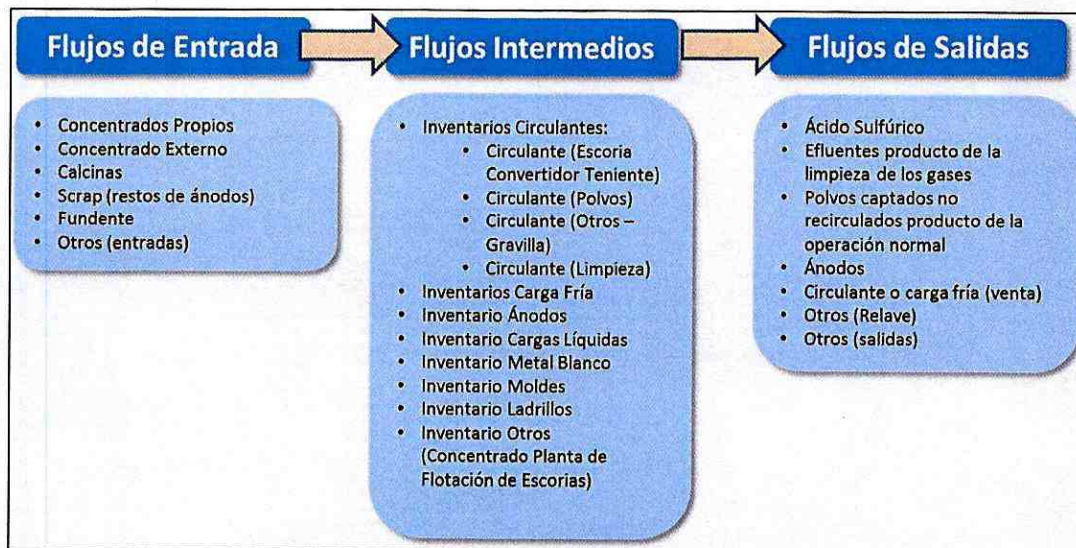 Flujos de Entrada
Flujos Intermedios
Flujos de Salidas
• Concentrados Propios
• Concentrado Externo
• Calcinas
• Scrap (restos de ánodos)
• Fundente
• Otros (entradas)
• Inventarios Circulantes:
• Circulante (Escoria
Convertidor Teniente)
• Circulante (Polvos)
• Circulante (Otros –
Gravilla)
• Circulante (Limpieza)
• Inventarios Carga Fría
• Inventario Ánodos
• Inventario Cargas Líquidas
• Inventario Metal Blanco
• Inventario Moldes
• Inventario Ladrillos
• Inventario Otros
(Concentrado Planta de
Flotación de Escorias)
• Ácido Sulfúrico
• Efluentes producto de la
limpieza de los gases
• Polvos captados no
recirculados producto de la
operación normal
• Ánodos
• Circulante o carga fría (venta)
• Otros (Relave)
• Otros (salidas)